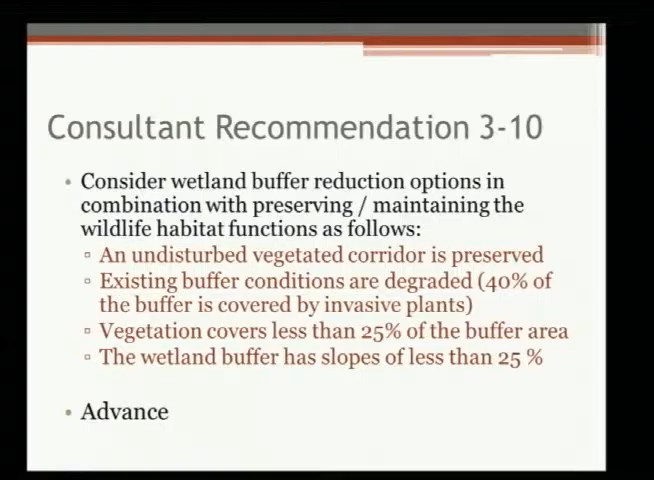 Consultant Recommendation 3-10
• Consider wetland buffer reduction options in
combination with preserving / maintaining the
wildlife habitat functions as follows:
▫ An undisturbed vegetated corridor is preserved
▫ Existing buffer conditions are degraded (40% of
the buffer is covered by invasive plants)
▫ Vegetation covers less than 25% of the buffer area
▫ The wetland buffer has slopes of less than 25 %
• Advance